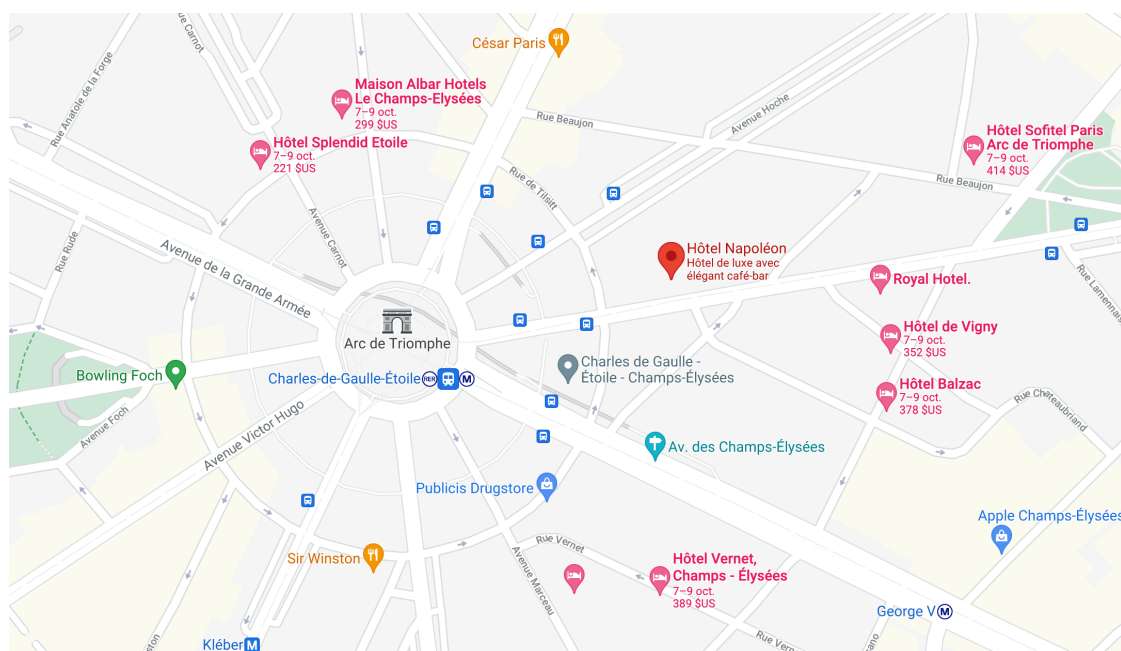 César Paris
Rue Carnot
Rue Anatole de la Forge
Maison Albar Hotels
Le Champs-Elysées
7–9 oct.
299 $US
Rue Beaujon
Avenue Hoche
Hôtel Splendid Etoile
7–9 oct.
221 $US
Hôtel Sofitel Paris
Arc de Triomphe
7–9 oct.
414 $US
Rue Beaujon
Rue de Tilsitt
Avenue Carnot
Rue Rude
Avenue de la Grande Armée
Hôtel Napoléon
Hôtel de luxe avec
élégant café-bar
Royal Hotel.
Rue Lamennais
Hôtel de Vigny
7–9 oct.
352 $US
Arc de Triomphe
Bowling Foch
Charles-de-Gaulle-Étoile
RER
M
Charles de Gaulle -
Étoile - Champs-Élysées
Hôtel Balzac
7–9 oct.
378 $US
Rue Chateaubriand
Avenue Foch
Avenue Victor Hugo
Av. des Champs-Élysées
Publicis Drugstore
Apple Champs-Élysées
Rue Vernet
Sir Winston
Avenue Marceau
Hôtel Vernet,
Champs - Élysées
7–9 oct.
389 $US
George V
M
Kléber
M
Rue Vern